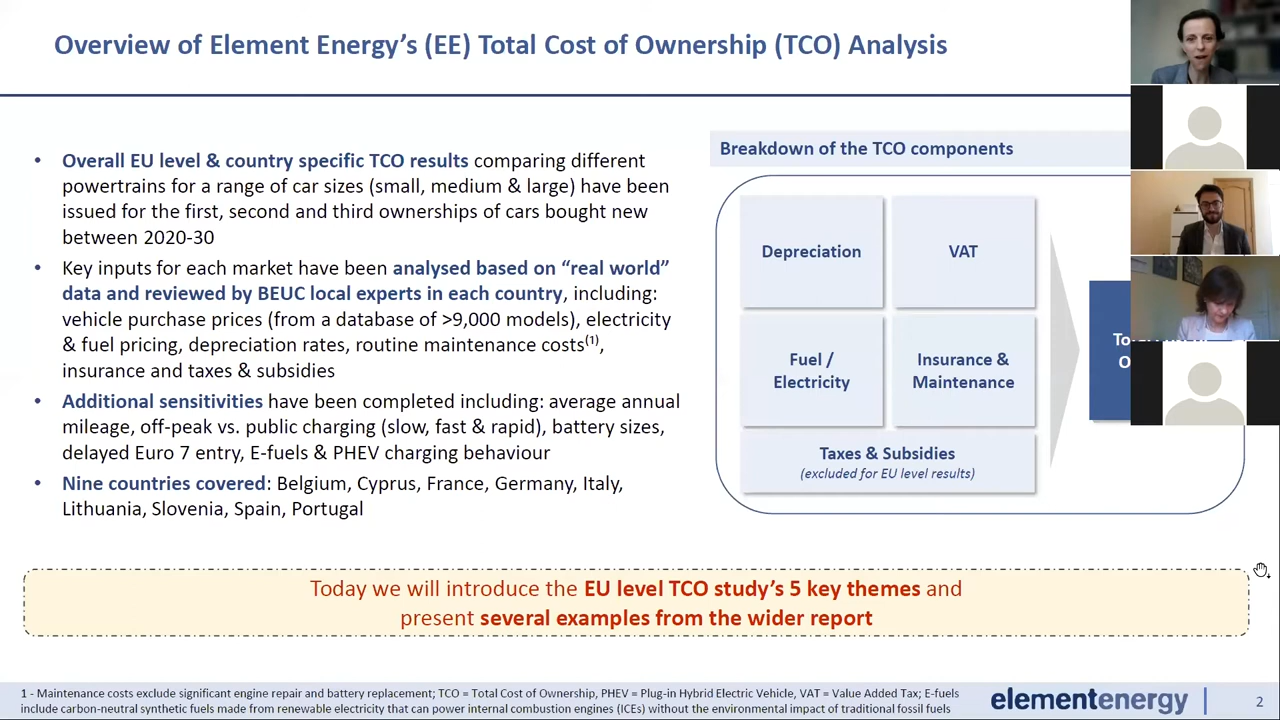 Overview of Element Energy's (EE) Total Cost of Ownership (TCO) Analysis
• Overall EU level & country specific TCO results comparing different
powertrains for a range of car sizes (small, medium & large) have been
issued for the first, second and third ownerships of cars bought new
between 2020-30
• Key inputs for each market have been analysed based on “real world”
data and reviewed by BEUC local experts in each country, including:
vehicle purchase prices (from a database of >9,000 models), electricity
& fuel pricing, depreciation rates, routine maintenance costs(1),
insurance and taxes & subsidies
• Additional sensitivities have been completed including: average annual
mileage, off-peak vs. public charging (slow, fast & rapid), battery sizes,
delayed Euro 7 entry, E-fuels & PHEV charging behaviour
• Nine countries covered: Belgium, Cyprus, France, Germany, Italy,
Lithuania, Slovenia, Spain, Portugal
Breakdown of the TCO components
Depreciation
VAT
Fuel /
Electricity
Insurance &
Maintenance
Taxes & Subsidies
(excluded for EU level results)
Today we will introduce the EU level TCO study's 5 key themes and
present several examples from the wider report
1 - Maintenance costs exclude significant engine repair and battery replacement; TCO = Total Cost of Ownership, PHEV = Plug-in Hybrid Electric Vehicle, VAT = Value Added Tax; E-fuels
include carbon-neutral synthetic fuels made from renewable electricity that can power internal combustion engines (ICEs) without the environmental impact of traditional fossil fuels
elementenergy
2